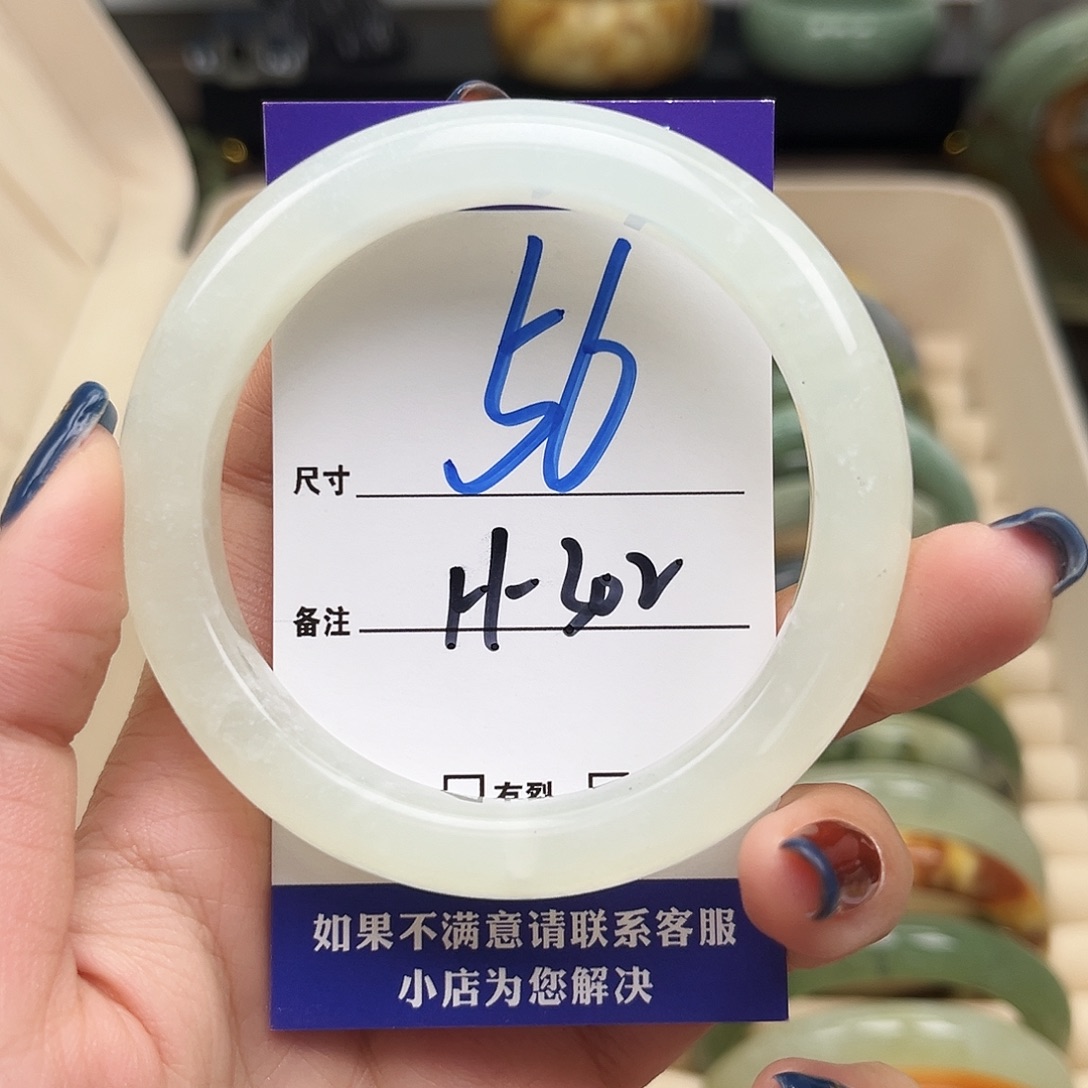 尺寸 56
备注 H-302
□ 有裂 □
如果不满意请联系客服
小店为您解决